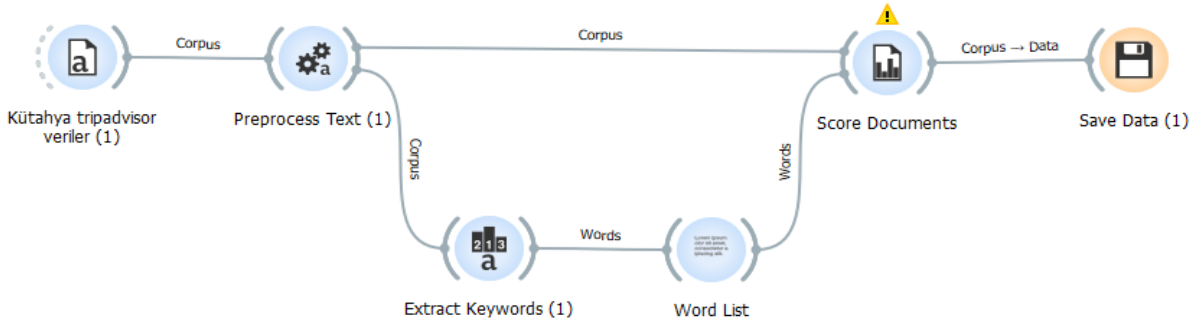 Corpus
Corpus
Corpus → Data
a
a
Kütahya tripadvisor
veriler (1)
Preprocess Text (1)
Score Documents
Save Data (1)
Corpus
Words
213
a
Words
Extract Keywords (1)
Word List